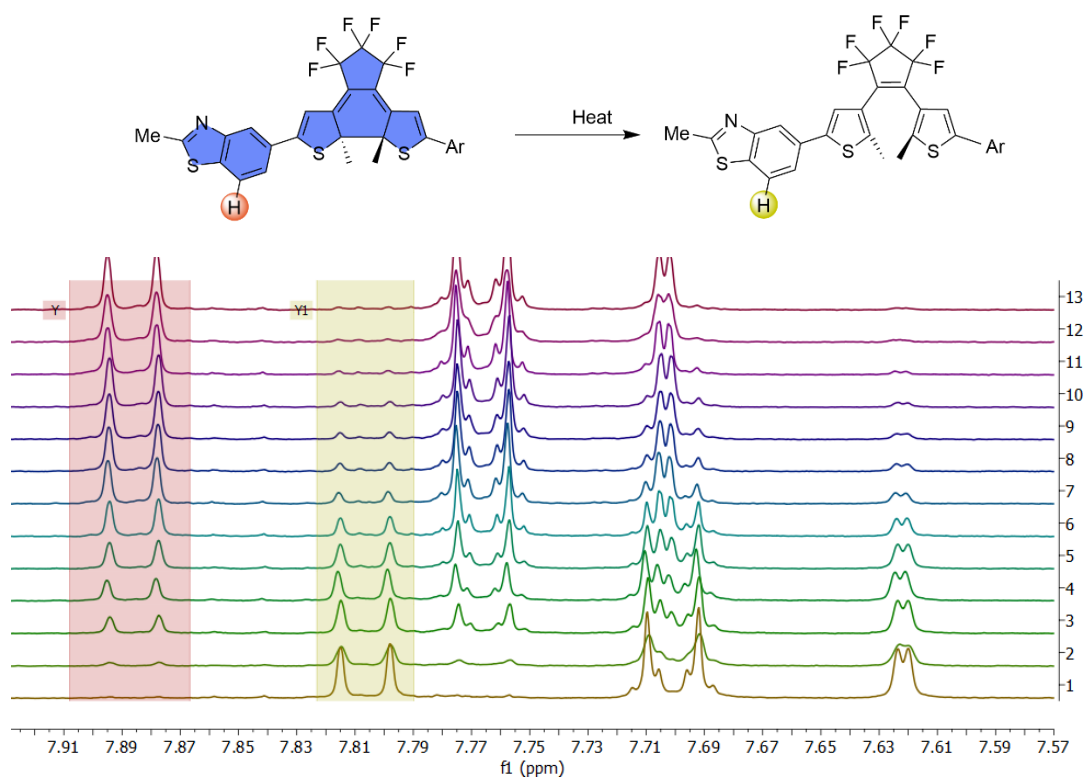 F F
F F
F F
N
Me
S
S
S
Ar
H
Heat
F F
F F
F F
N
Me
S
S
S
Ar
H
Y
Y1
13
12
11
10
9
8
7
6
5
4
3
2
1
7.91 7.89 7.87 7.85 7.83 7.81 7.79 7.77 7.75 7.73 7.71 7.69 7.67 7.65 7.63 7.61 7.59 7.57
f1 (ppm)